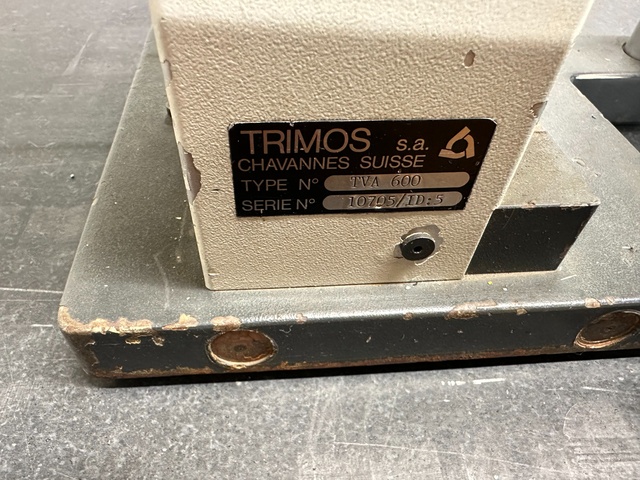 TRIMOS s.a.
CHAVANNES SUISSE
TYPE N° TVA 600
SERIE N° 10705/ID:5